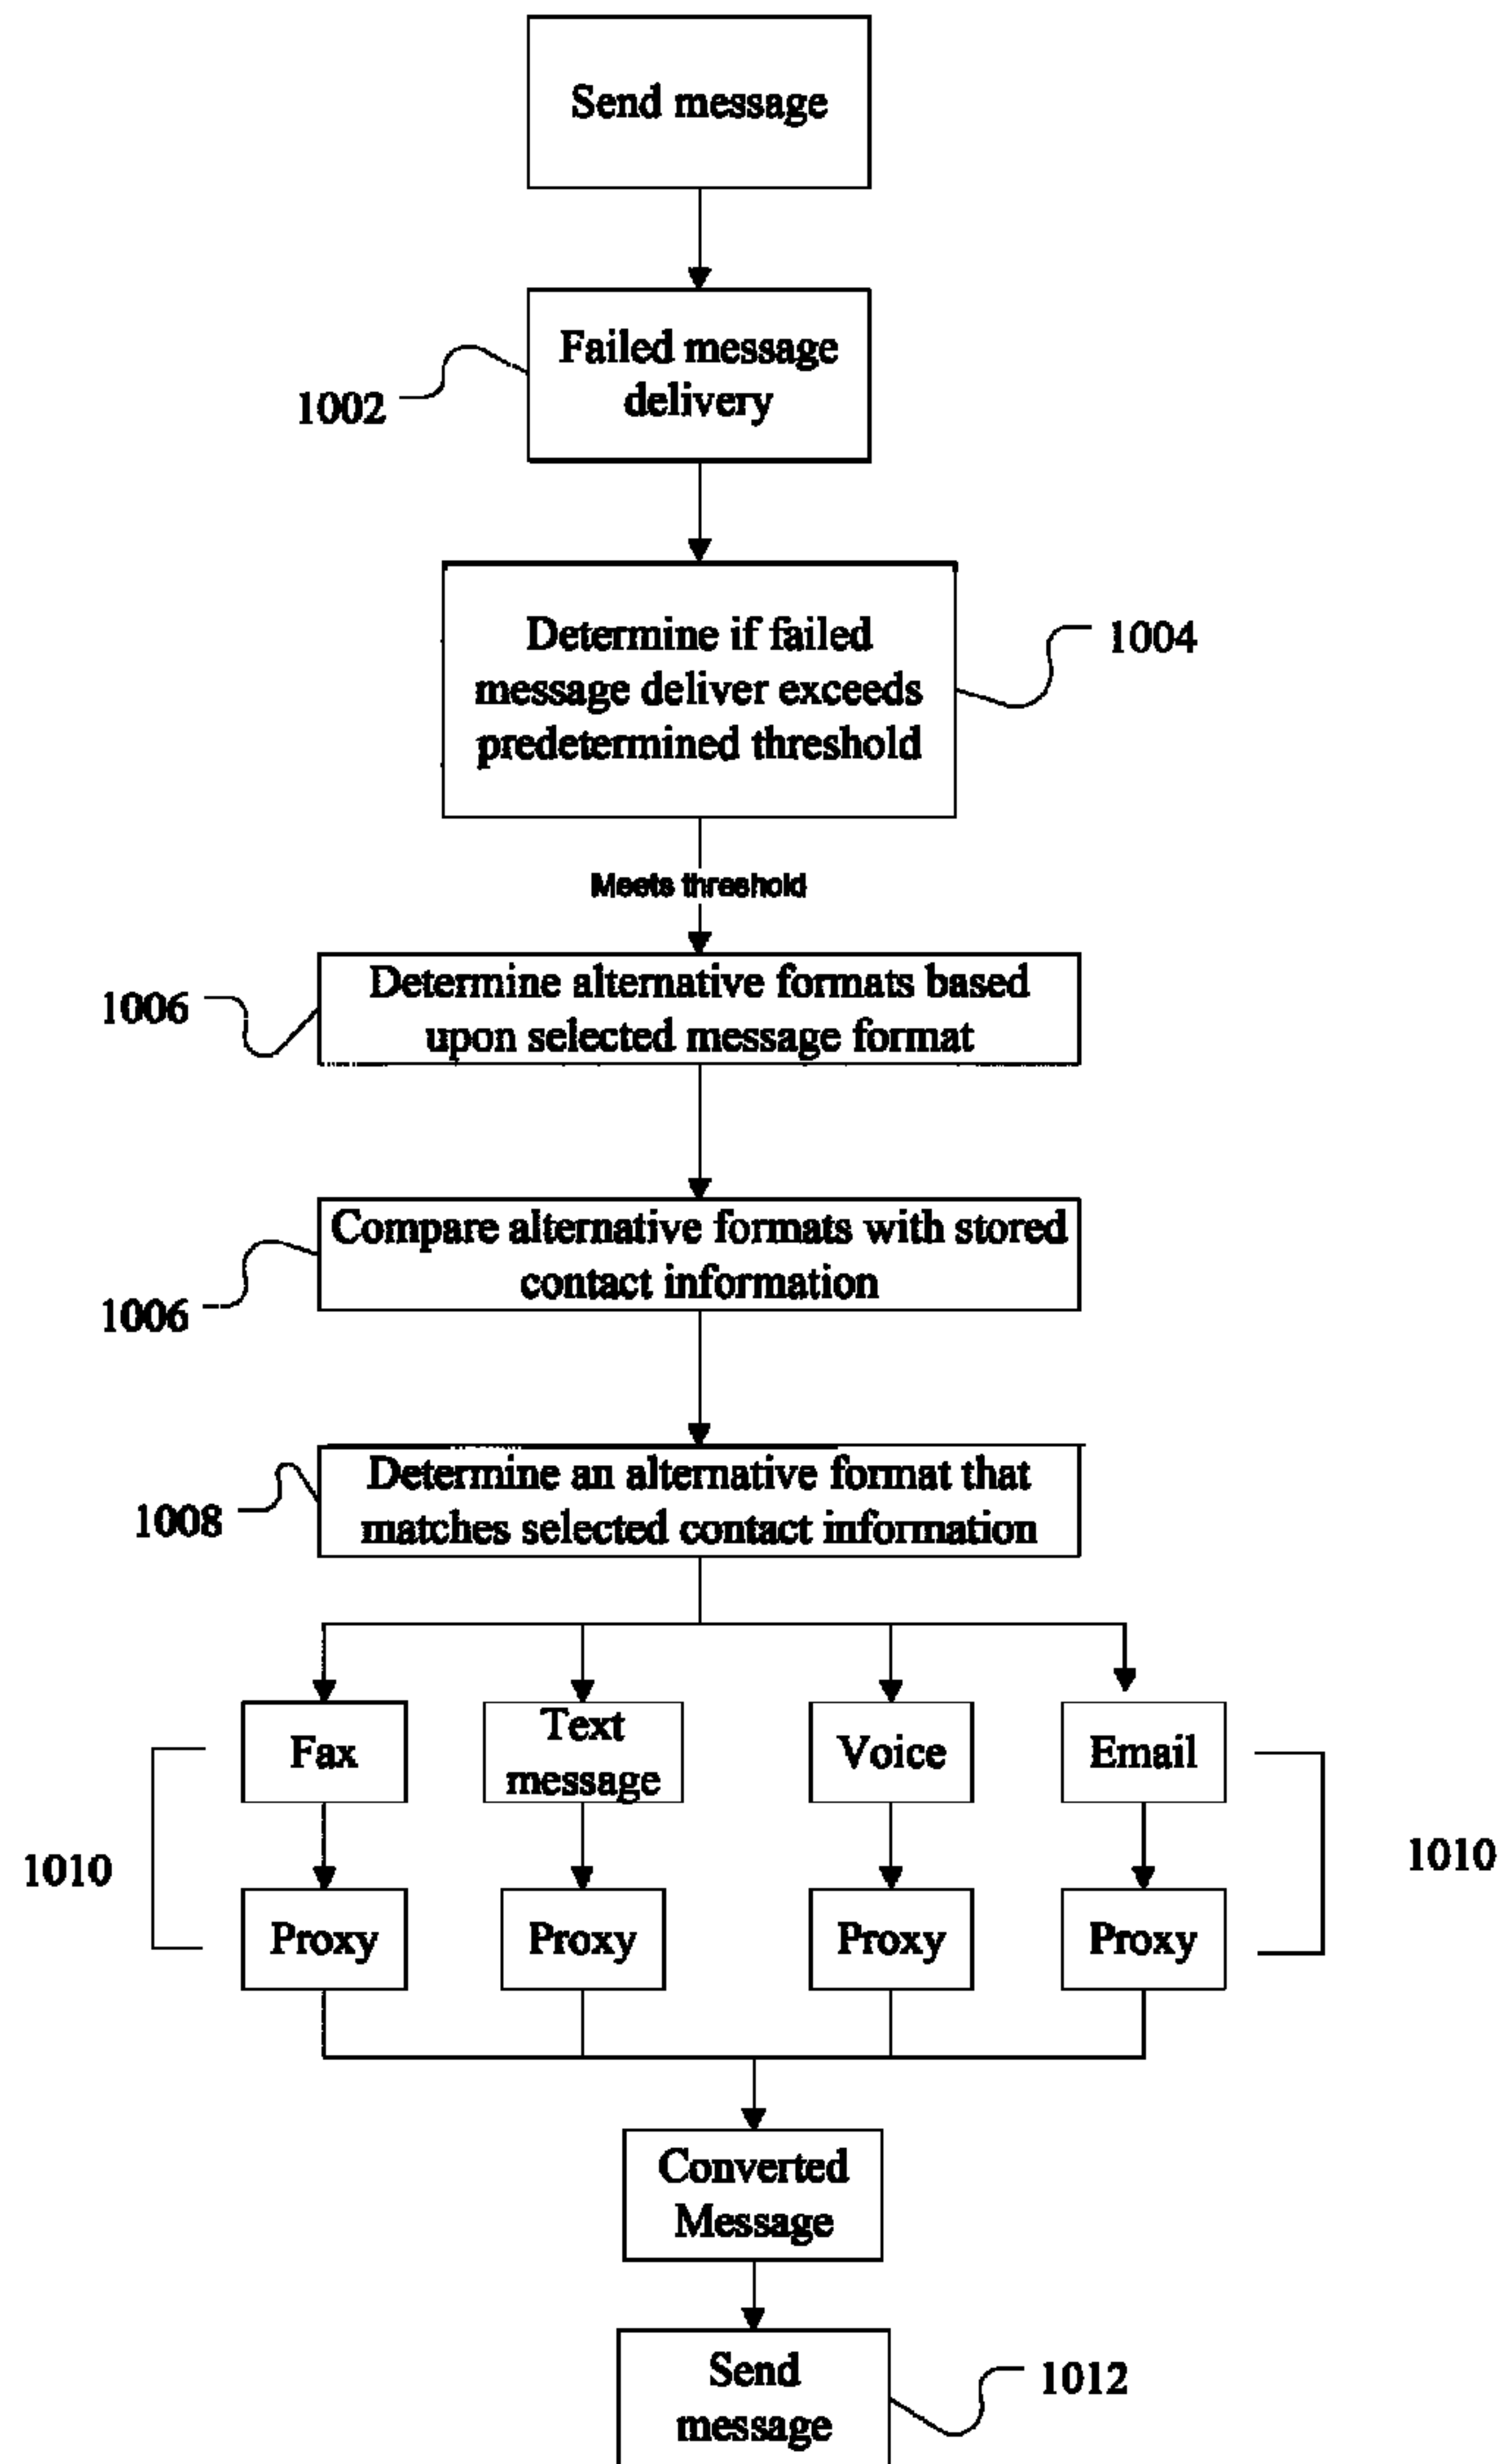 Send message
Failed message
delivery
1002
Determine if failed
message deliver exceeds
predetermined threshold
1004
Meets threshold
Determine alternative formats based
upon selected message format
1006
Compare alternative formats with stored
contact information
1006
Determine an alternative format that
matches selected contact information
1008
Fax
Text
message
Voice
Email
1010
1010
Proxy
Proxy
Proxy
Proxy
Converted
Message
Send
message
1012